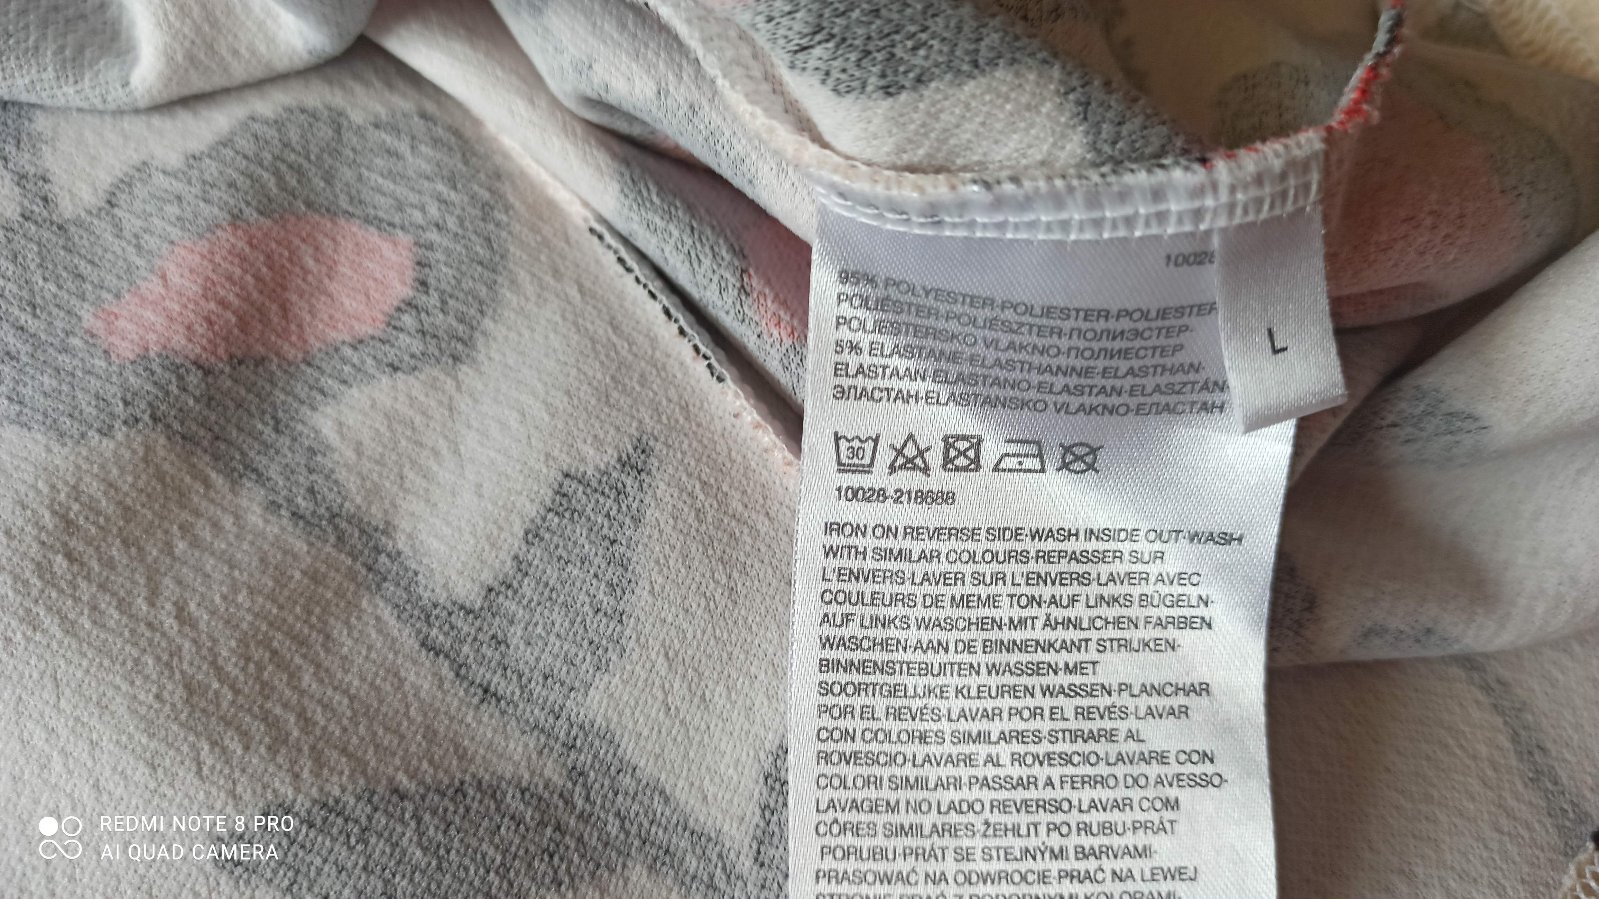 10028
95% POLYESTER·POLIESTER·POLIESTER
POLIÉSTER·POLIÉSZTER·ПОЛИЭСТЕР·
POLIESTERSKO VLAKNO·ПОЛИЕСТЕР
5% ELASTANE·ELASTHANNE·ELASTHAN·
ELASTAAN·ELASTANO·ELASTAN·ELASZTÁN·
ЭЛАСТАН·ELASTANSKO VLAKNO·ЕЛАСТАН
L
30
10028-218688
IRON ON REVERSE SIDE·WASH INSIDE OUT·WASH
WITH SIMILAR COLOURS·REPASSER SUR
L'ENVERS·LAVER SUR L'ENVERS·LAVER AVEC
COULEURS DE MEME TON·AUF LINKS BÜGELN·
AUF LINKS WASCHEN·MIT ÄHNLICHEN FARBEN
WASCHEN·AAN DE BINNENKANT STRIJKEN·
BINNENSTEBUITEN WASSEN·MET
SOORTGELIJKE KLEUREN WASSEN·PLANCHAR
POR EL REVÉS·LAVAR POR EL REVÉS·LAVAR
CON COLORES SIMILARES·STIRARE AL
ROVESCIO·LAVARE AL ROVESCIO·LAVARE CON
COLORI SIMILARI·PASSAR A FERRO DO AVESSO·
LAVAGEM NO LADO REVERSO·LAVAR COM
CÔRES SIMILARES·ŽEHLIT PO RUBU·PRÁT
PORUBU·PRÁT SE STEJNÝMI BARVAMI·
PRASOWAĆ NA ODWROCIE·PRAĆ NA LEWEJ
STRONIE·PRAĆ Z PODOBNYMI KOLORAMI·
REDMI NOTE 8 PRO
AI QUAD CAMERA